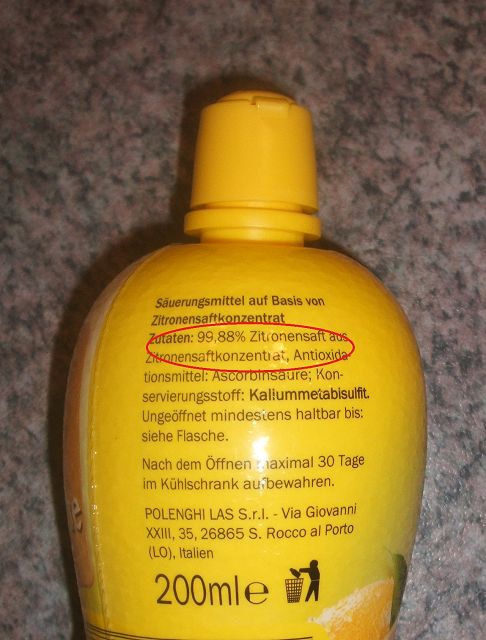 Säuerungsmittel auf Basis von
Zitronensaftkonzentrat
Zutaten: 99,88% Zitronensaft aus
Zitronensaftkonzentrat, Antioxida-
tionsmittel: Ascorbinsäure; Kon-
servierungsstoff: Kaliummetabisulfit.
Ungeöffnet mindestens haltbar bis:
siehe Flasche.
Nach dem Öffnen maximal 30 Tage
im Kühlschrank aufbewahren.
POLENGHI LAS S.r.l. - Via Giovanni
XXIII, 35, 26865 S. Rocco al Porto
(LO), Italien
200ml ℮